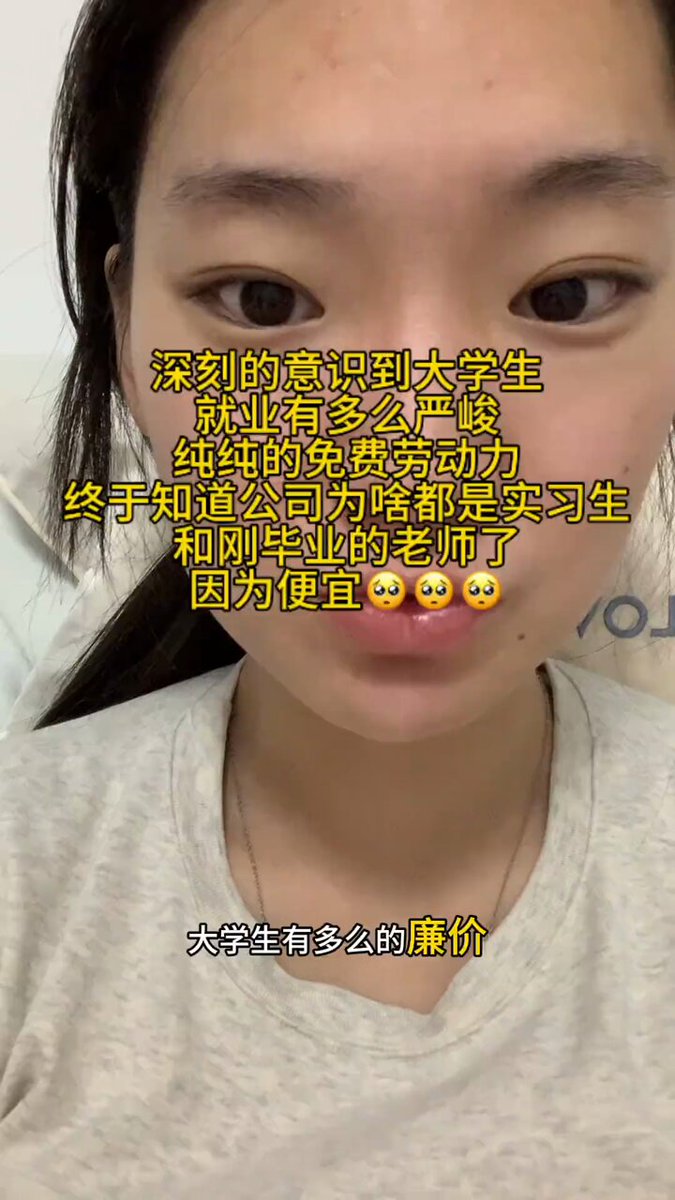 深刻的意识到大学生
就业有多么严峻
纯纯的免费劳动力
终于知道公司为啥都是实习生
和刚毕业的老师了
因为便宜🥺🥺🥺
LOV
大学生有多么的廉价